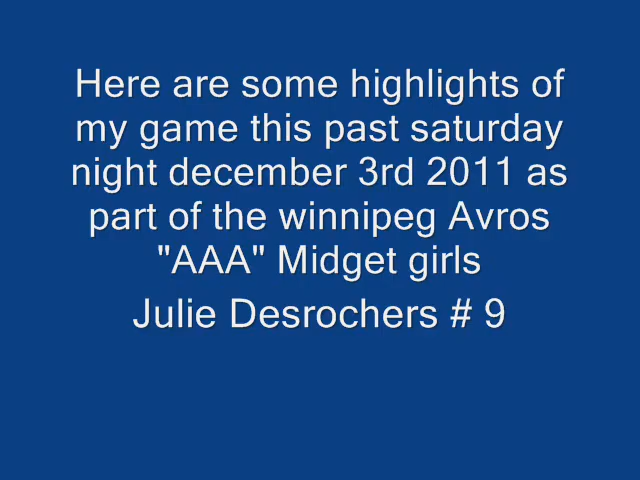 Here are some highlights of
my game this past saturday
night december 3rd 2011 as
part of the winnipeg Avros
"AAA" Midget girls
Julie Desrochers # 9